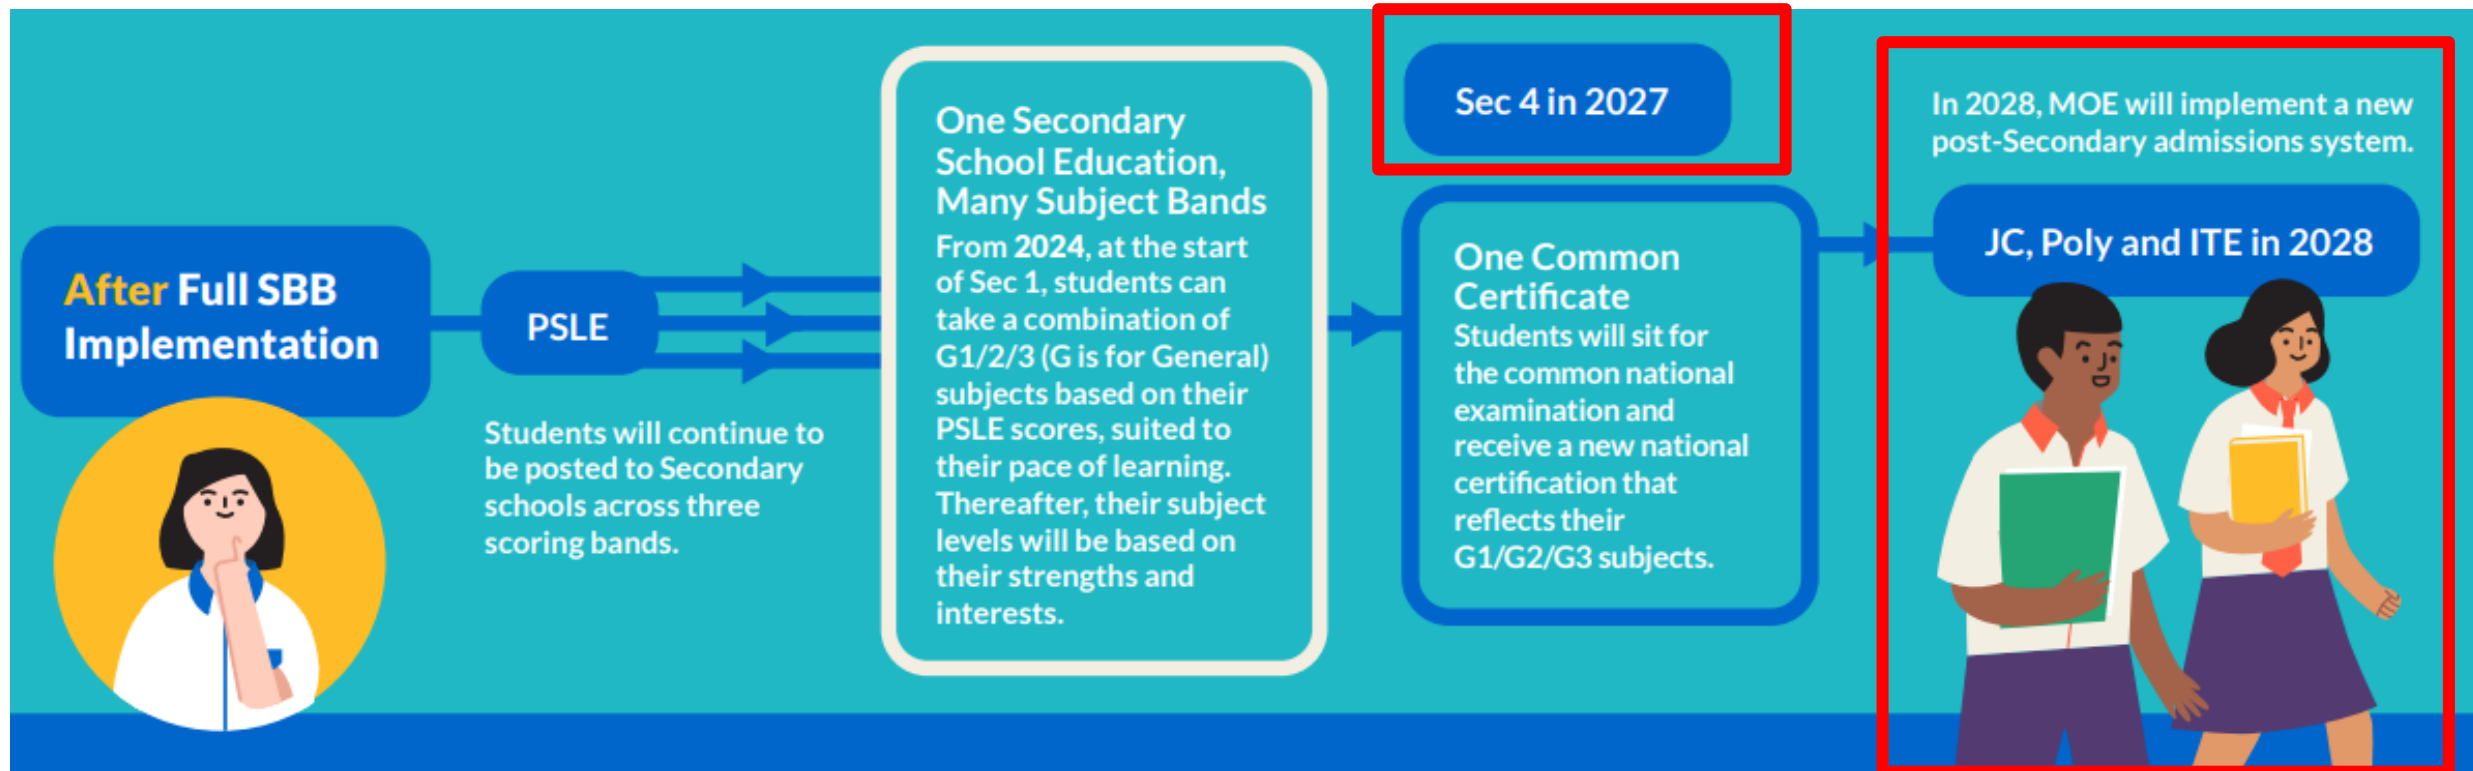 After Full SBB
Implementation
PSLE
Students will continue to
be posted to Secondary
schools across three
scoring bands.
One Secondary
School Education,
Many Subject Bands
From 2024, at the start
of Sec 1, students can
take a combination of
G1/2/3 (G is for General)
subjects based on their
PSLE scores, suited to
their pace of learning.
Thereafter, their subject
levels will be based on
their strengths and
interests.
Sec 4 in 2027
One Common
Certificate
Students will sit for
the common national
examination and
receive a new national
certification that
reflects their
G1/G2/G3 subjects.
In 2028, MOE will implement a new
post-Secondary admissions system.
JC, Poly and ITE in 2028